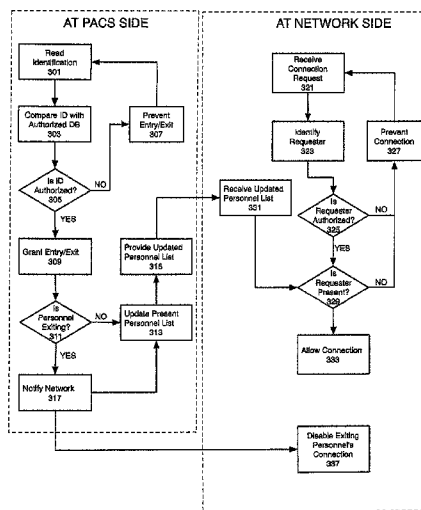 AT PACS SIDE
Read
Identification
301
Compare ID with
Authorized DB
303
Prevent
Entry/Exit
307
Is ID
Authorized?
305
NO
YES
Grant Entry/Exit
309
Provide Updated
Personnel List
315
Is
Personnel
Exiting?
311
NO
Update Present
Personnel List
313
YES
Notify Network
317
AT NETWORK SIDE
Receive
Connection
Request
321
Identify
Requester
323
Prevent
Connection
327
Receive Updated
Personnel List
331
Is
Requester
Authorized?
325
NO
YES
Is
Requester
Present?
329
NO
Allow Connection
333
Disable Exiting
Personnel's
Connection
337